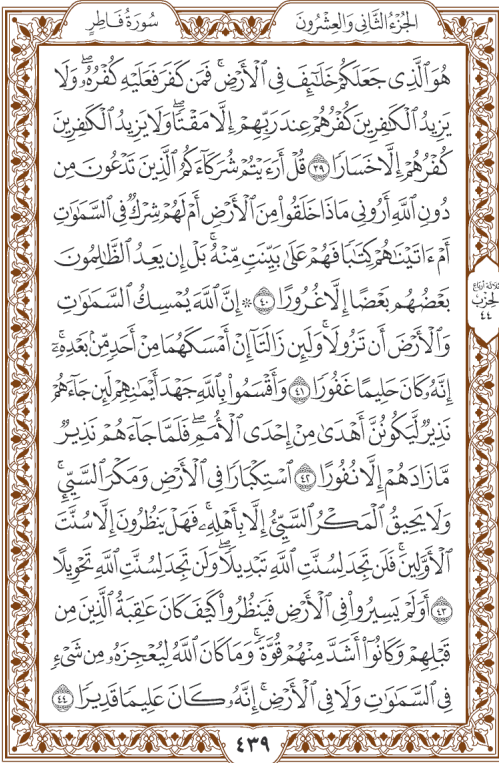 الجزء الثاني والعشرون
سورة فاطر
هُوَ ٱلَّذِى جَعَلَكُمْ خَلَٰٓئِفَ فِى ٱلْأَرْضِ ۚ فَمَن كَفَرَ فَعَلَيْهِ كُفْرُهُۥ ۖ وَلَا
يَزِيدُ ٱلْكَٰفِرِينَ كُفْرُهُمْ عِندَ رَبِّهِمْ إِلَّا مَقْتًا ۖ وَلَا يَزِيدُ ٱلْكَٰفِرِينَ
كُفْرُهُمْ إِلَّا خَسَارًا ٣٩ قُلْ أَرَءَيْتُمْ شُرَكَآءَكُمُ ٱلَّذِينَ تَدْعُونَ مِن
دُونِ ٱللَّهِ أَرُونِى مَاذَا خَلَقُوا۟ مِنَ ٱلْأَرْضِ أَمْ لَهُمْ شِرْكٌ فِى ٱلسَّمَٰوَٰتِ
أَمْ ءَاتَيْنَٰهُمْ كِتَٰبًا فَهُمْ عَلَىٰ بَيِّنَتٍ مِّنْهُ ۚ بَلْ إِن يَعِدُ ٱلظَّٰلِمُونَ
بَعْضُهُم بَعْضًا إِلَّا غُرُورًا ٤٠ ۞ إِنَّ ٱللَّهَ يُمْسِكُ ٱلسَّمَٰوَٰتِ
وَٱلْأَرْضَ أَن تَزُولَا ۚ وَلَئِن زَالَتَآ إِنْ أَمْسَكَهُمَا مِنْ أَحَدٍ مِّنۢ بَعْدِهِۦٓ ۚ
إِنَّهُۥ كَانَ حَلِيمًا غَفُورًا ٤١ وَأَقْسَمُوا۟ بِٱللَّهِ جَهْدَ أَيْمَٰنِهِمْ لَئِن جَآءَهُمْ
نَذِيرٌ لَّيَكُونُنَّ أَهْدَىٰ مِنْ إِحْدَى ٱلْأُمَمِ ۖ فَلَمَّا جَآءَهُمْ نَذِيرٌ
مَّا زَادَهُمْ إِلَّا نُفُورًا ٤٢ ٱسْتِكْبَارًا فِى ٱلْأَرْضِ وَمَكْرَ ٱلسَّيِّئِ ۚ
وَلَا يَحِيقُ ٱلْمَكْرُ ٱلسَّيِّئُ إِلَّا بِأَهْلِهِۦ ۚ فَهَلْ يَنظُرُونَ إِلَّا سُنَّتَ
ٱلْأَوَّلِينَ ۚ فَلَن تَجِدَ لِسُنَّتِ ٱللَّهِ تَبْدِيلًا ۖ وَلَن تَجِدَ لِسُنَّتِ ٱللَّهِ تَحْوِيلًا
٤٣ أَوَلَمْ يَسِيرُوا۟ فِى ٱلْأَرْضِ فَيَنظُرُوا۟ كَيْفَ كَانَ عَٰقِبَةُ ٱلَّذِينَ مِن
قَبْلِهِمْ وَكَانُوٓا۟ أَشَدَّ مِنْهُمْ قُوَّةً ۚ وَمَا كَانَ ٱللَّهُ لِيُعْجِزَهُۥ مِن شَىْءٍ
فِى ٱلسَّمَٰوَٰتِ وَلَا فِى ٱلْأَرْضِ ۚ إِنَّهُۥ كَانَ عَلِيمًا قَدِيرًا ٤٤
ثلاثة أرباع
الحزب
٤٤
٤٣٩